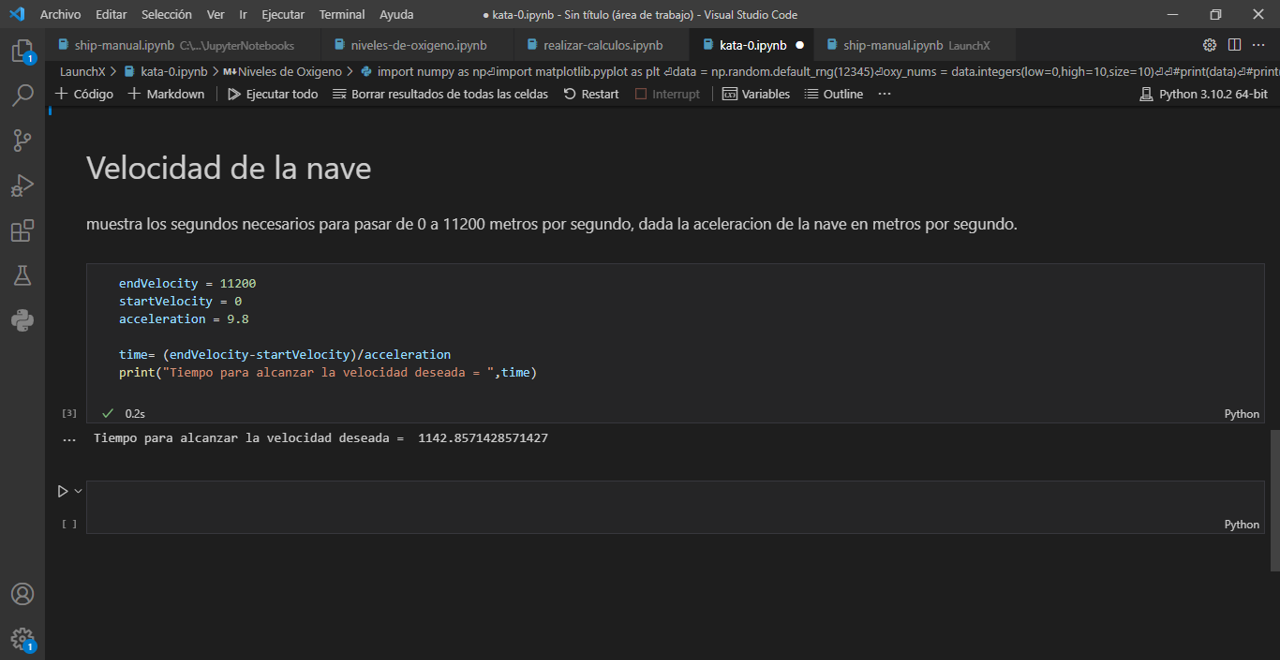 Archivo Editar Selección Ver Ir Ejecutar Terminal Ayuda ● kata-0.ipynb - Sin título (área de trabajo) - Visual Studio Code
ship-manual.ipynb C:\...\JupyterNotebooks niveles-de-oxigeno.ipynb realizar-calculos.ipynb kata-0.ipynb ● ship-manual.ipynb LaunchX
LaunchX > kata-0.ipynb > M↓Niveles de Oxigeno > import numpy as np⏎import matplotlib.pyplot as plt ⏎data = np.random.default_rng(12345)⏎oxy_nums = data.integers(low=0,high=10,size=10)⏎⏎#print(data)⏎#print(
+ Código + Markdown Ejecutar todo Borrar resultados de todas las celdas Restart Interrupt Variables Outline ··· Python 3.10.2 64-bit
Velocidad de la nave
muestra los segundos necesarios para pasar de 0 a 11200 metros por segundo, dada la aceleracion de la nave en metros por segundo.
endVelocity = 11200
startVelocity = 0
acceleration = 9.8
time= (endVelocity-startVelocity)/acceleration
print("Tiempo para alcanzar la velocidad deseada = ",time)
[3] ✓ 0.2s Python
... Tiempo para alcanzar la velocidad deseada =  1142.8571428571427
[ ] Python
1
1